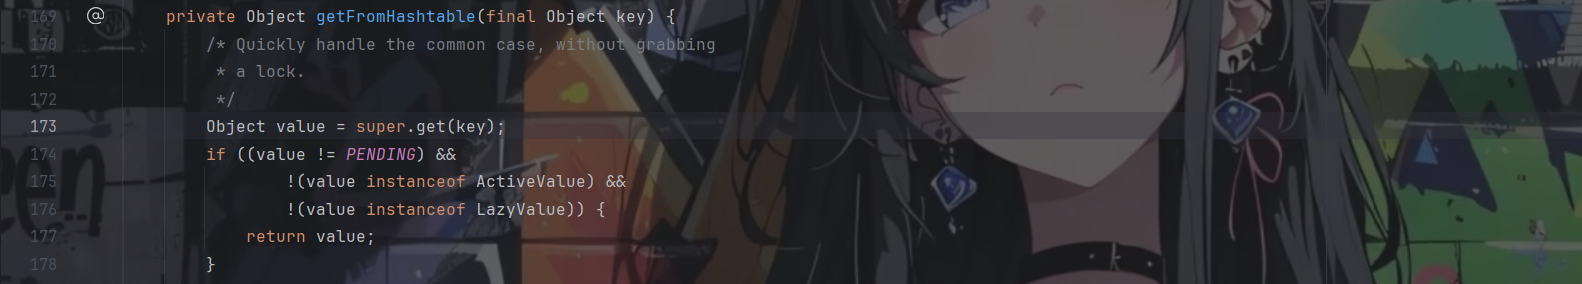 169 @ private Object getFromHashtable(final Object key) {
170 /* Quickly handle the common case, without grabbing
171 * a lock.
172 */
173 Object value = super.get(key);
174 if ((value != PENDING) &&
175 !(value instanceof ActiveValue) &&
176 !(value instanceof LazyValue)) {
177 return value;
178 }